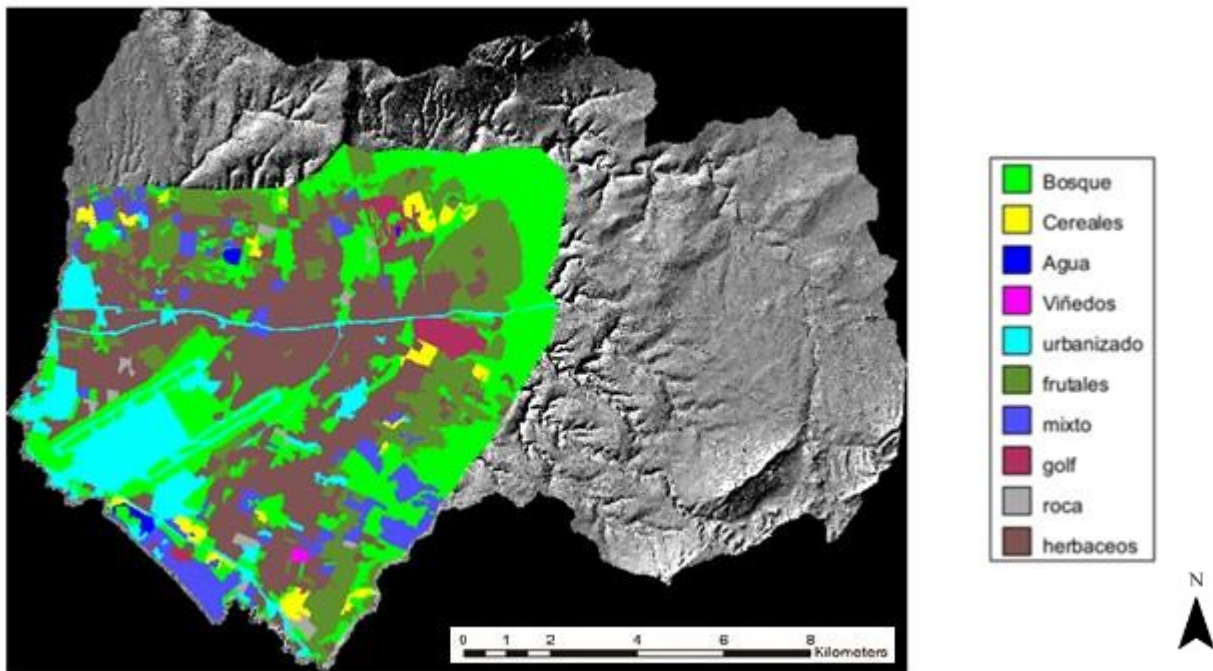 Bosque
Cereales
Agua
Viñedos
urbanizado
frutales
mixto
golf
roca
herbaceos
N
0 1 2 4 6 8
Kilometers